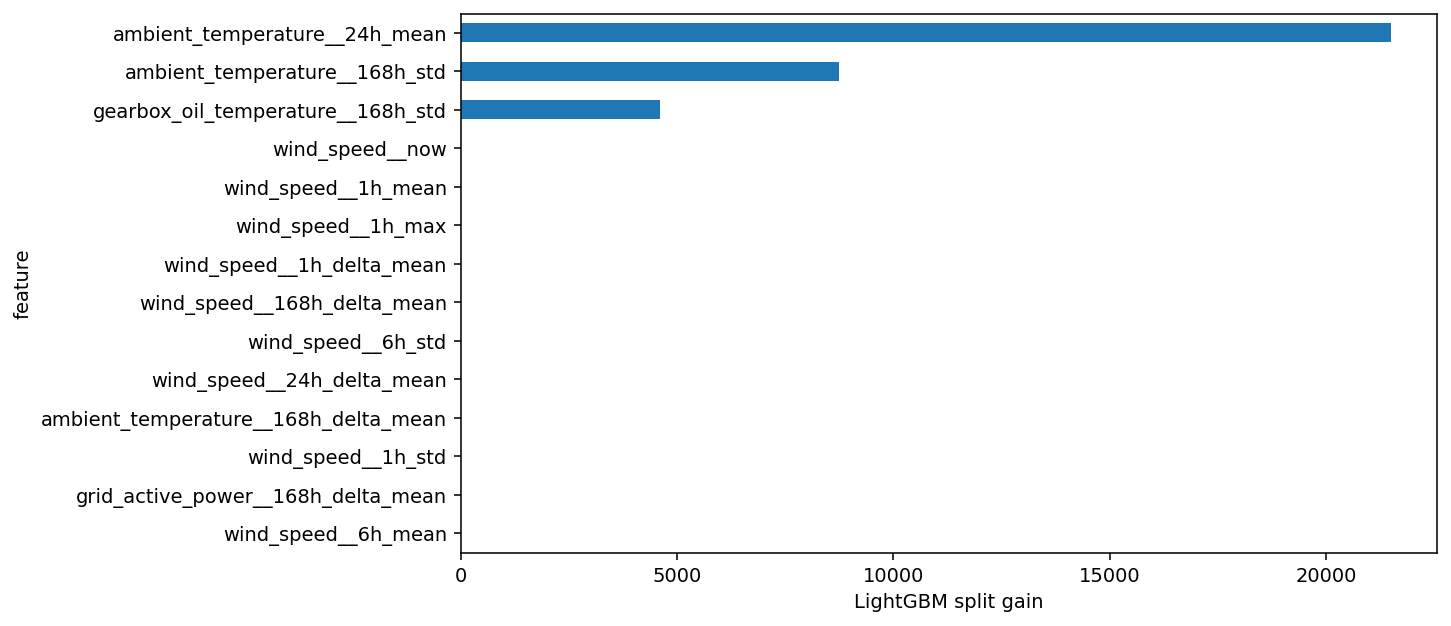 ambient_temperature__24h_mean
ambient_temperature__168h_std
gearbox_oil_temperature__168h_std
wind_speed__now
wind_speed__1h_mean
wind_speed__1h_max
wind_speed__1h_delta_mean
wind_speed__168h_delta_mean
wind_speed__6h_std
wind_speed__24h_delta_mean
ambient_temperature__168h_delta_mean
wind_speed__1h_std
grid_active_power__168h_delta_mean
wind_speed__6h_mean
feature
0 5000 10000 15000 20000
LightGBM split gain